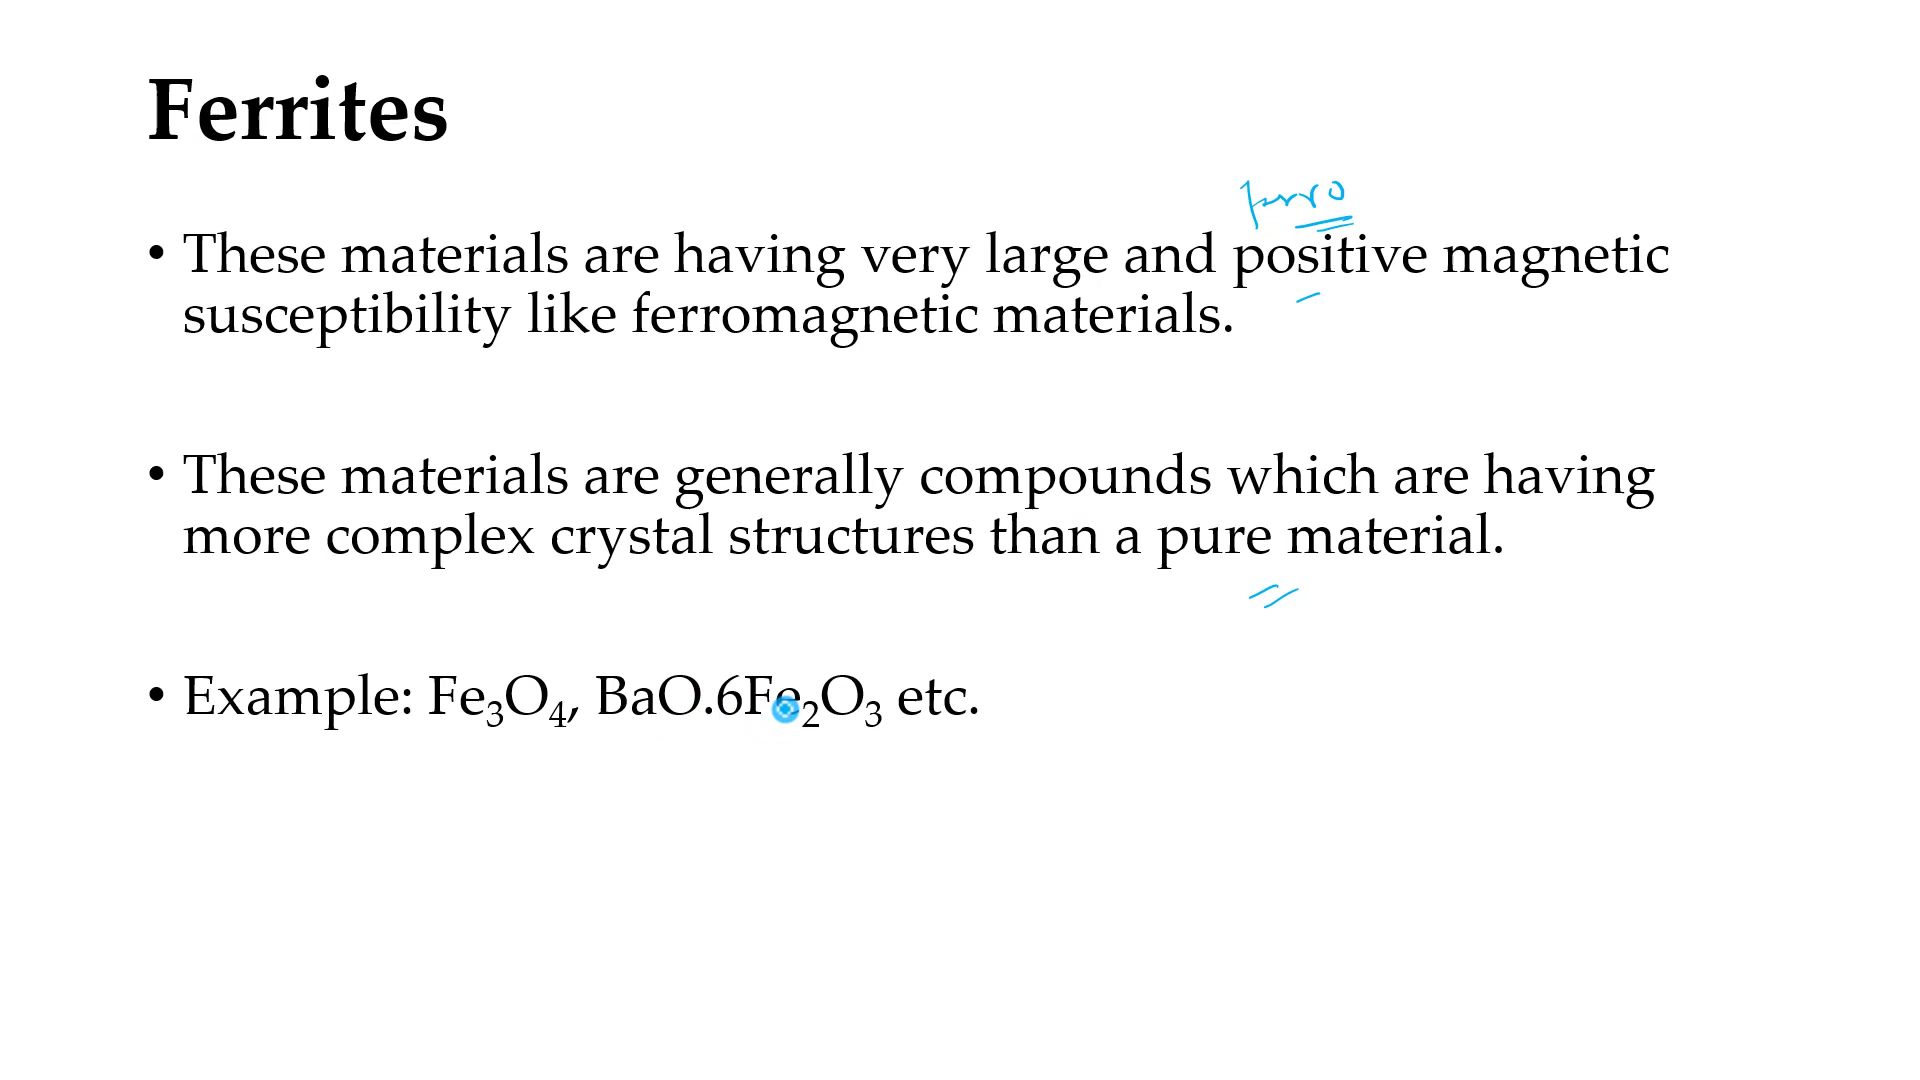 Ferrites
ferro
• These materials are having very large and positive magnetic
susceptibility like ferromagnetic materials.
• These materials are generally compounds which are having
more complex crystal structures than a pure material.
• Example: Fe₃O₄, BaO.6Fe₂O₃ etc.